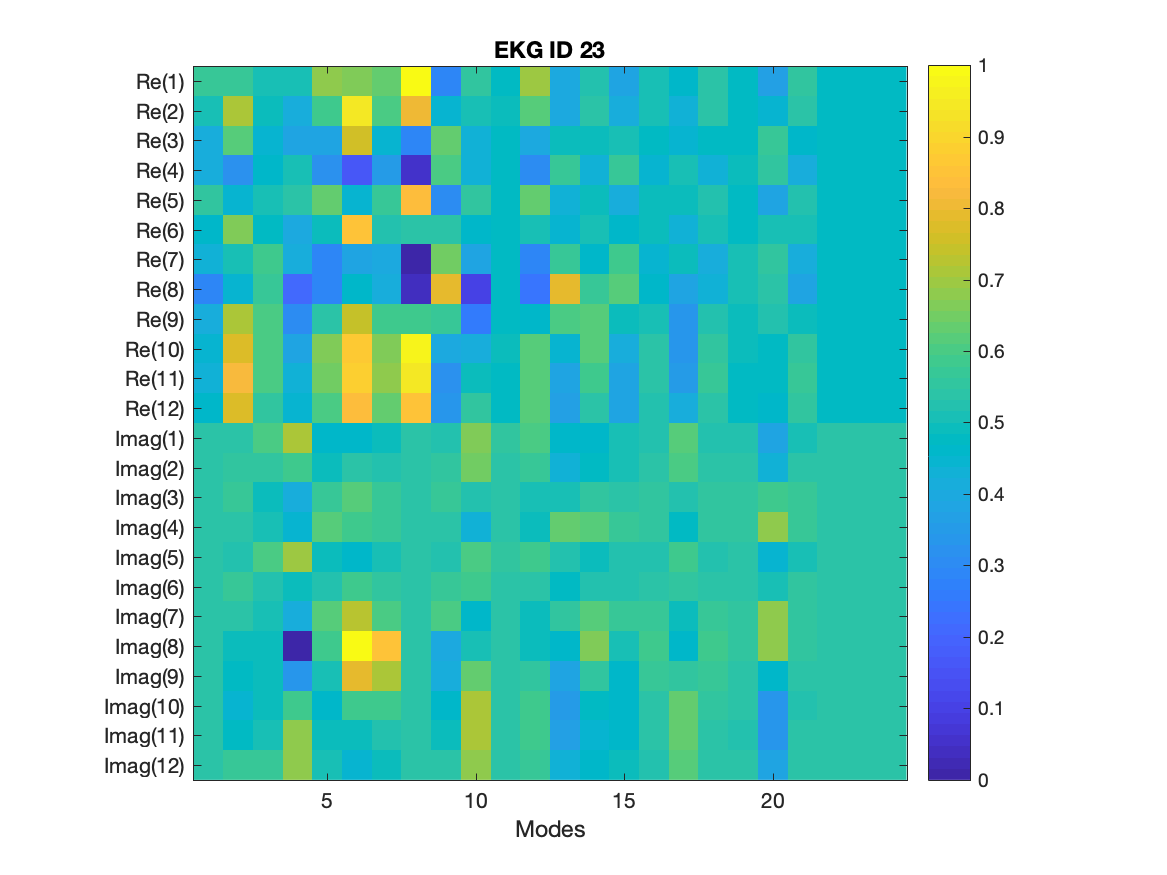 EKG ID 23
Re(1)
Re(2)
Re(3)
Re(4)
Re(5)
Re(6)
Re(7)
Re(8)
Re(9)
Re(10)
Re(11)
Re(12)
Imag(1)
Imag(2)
Imag(3)
Imag(4)
Imag(5)
Imag(6)
Imag(7)
Imag(8)
Imag(9)
Imag(10)
Imag(11)
Imag(12)
5 10 15 20
Modes
1
0.9
0.8
0.7
0.6
0.5
0.4
0.3
0.2
0.1
0